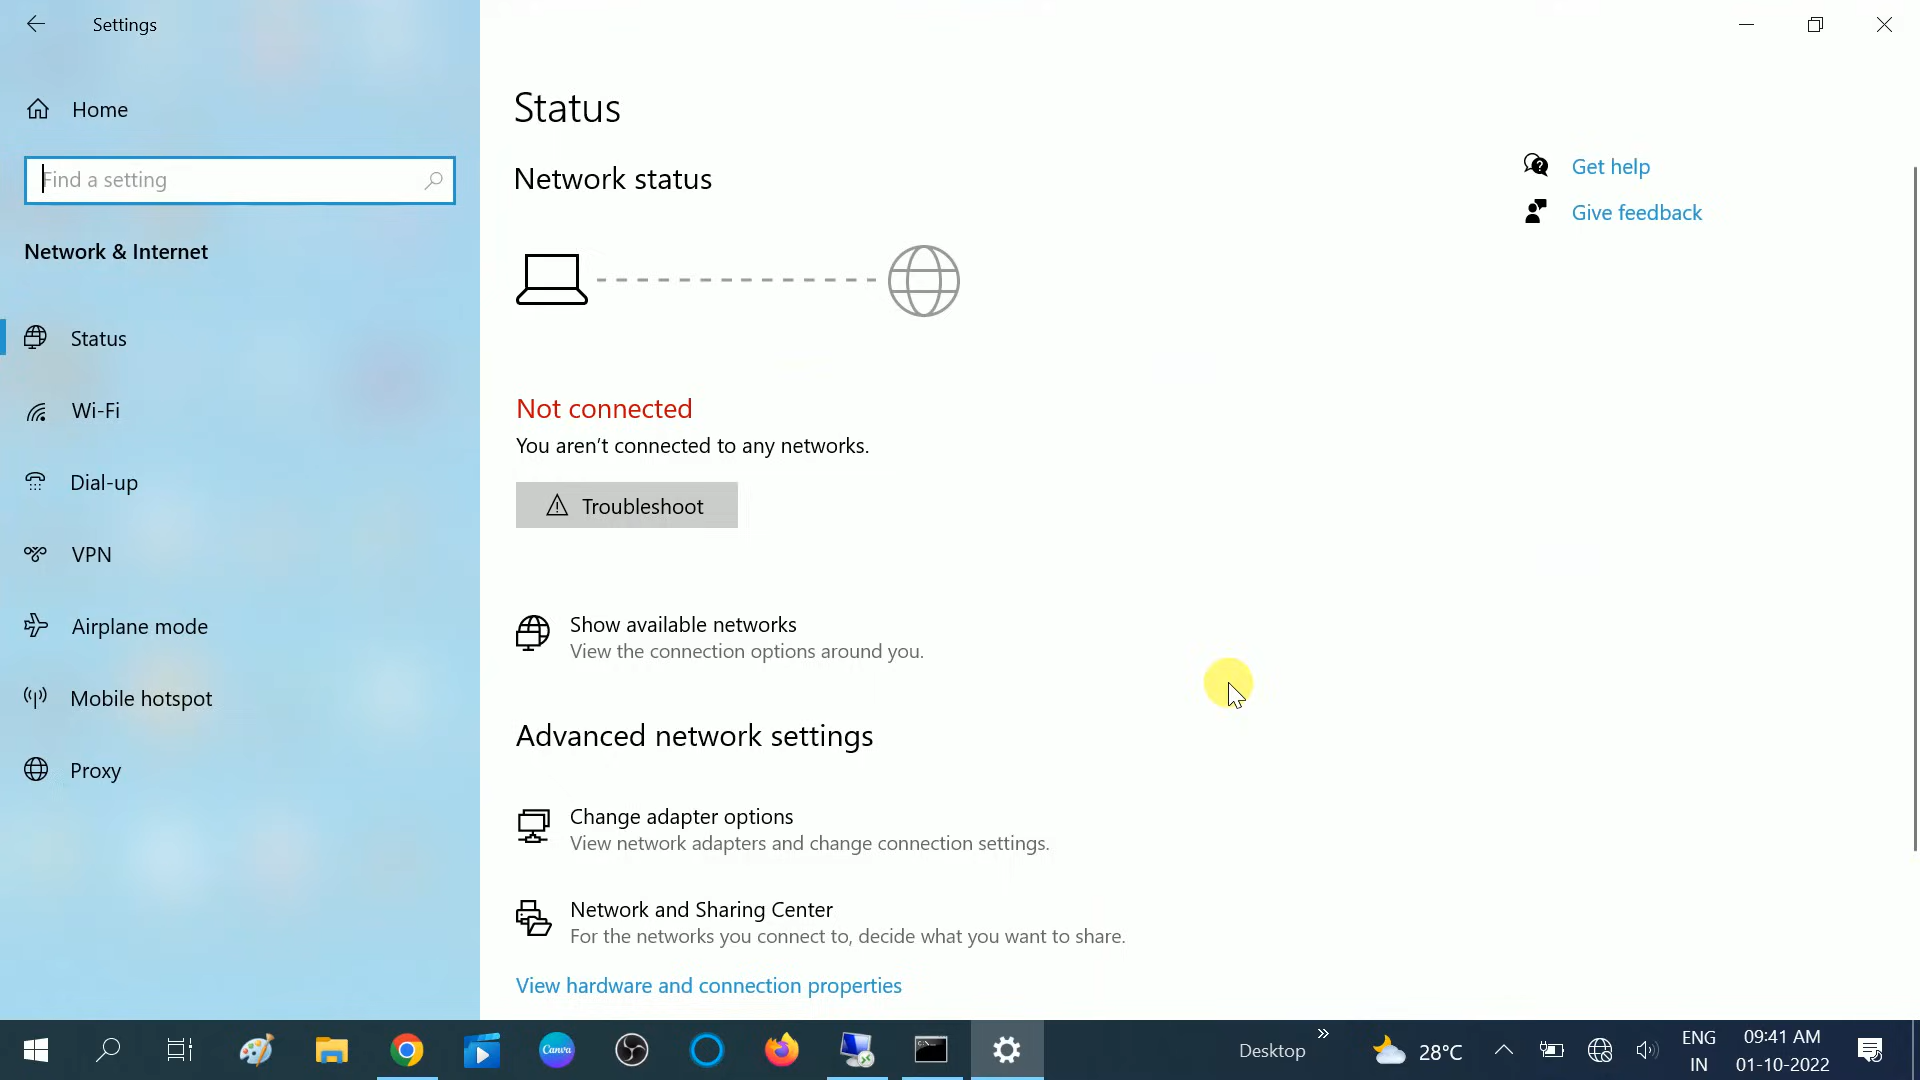 Settings
Home
Find a setting
Network & Internet
Status
Wi-Fi
Dial-up
VPN
Airplane mode
Mobile hotspot
Proxy
Status
Network status
Not connected
You aren't connected to any networks.
Troubleshoot
Show available networks
View the connection options around you.
Advanced network settings
Change adapter options
View network adapters and change connection settings.
Network and Sharing Center
For the networks you connect to, decide what you want to share.
View hardware and connection properties
Get help
Give feedback
Canva
Desktop
28°C
ENG
IN
09:41 AM
01-10-2022